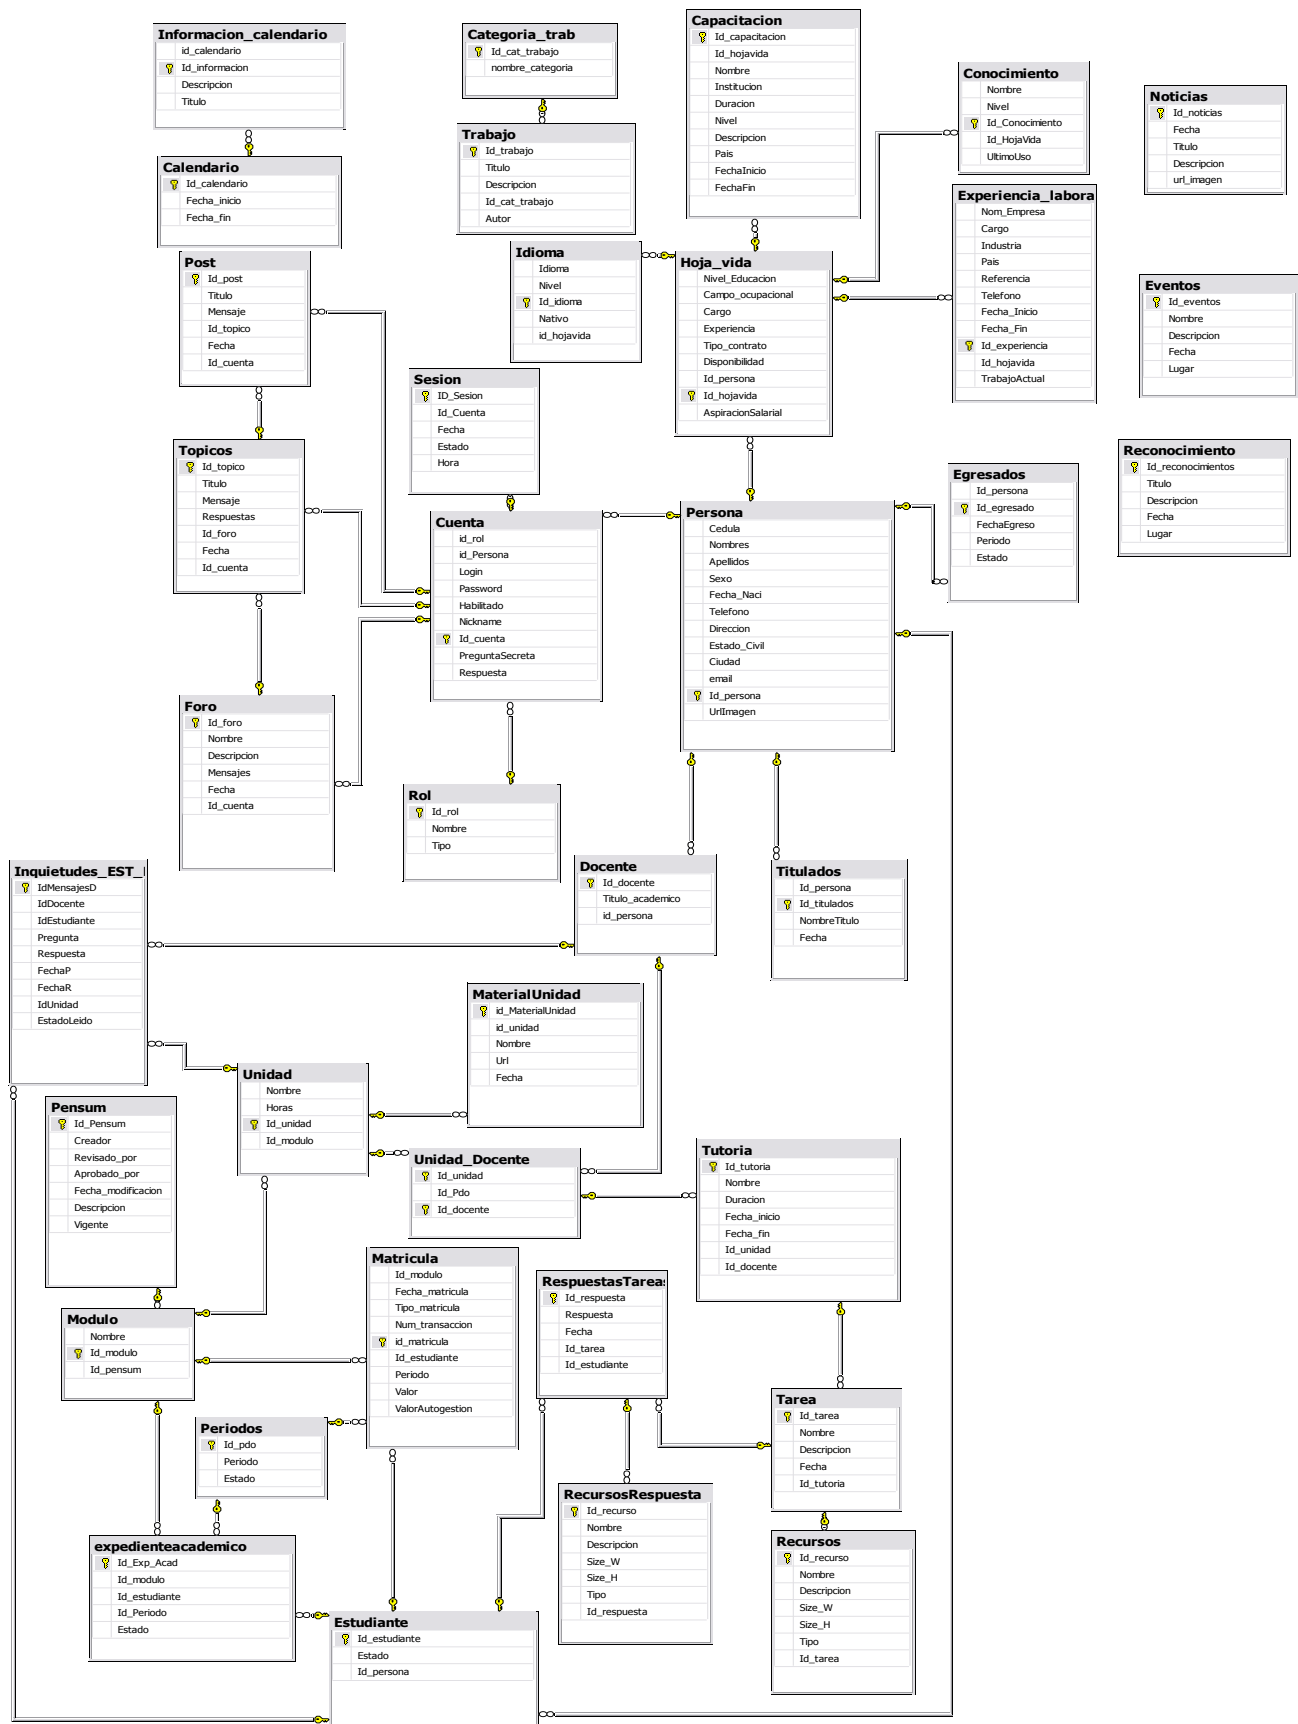 Informacion_calendario
id_calendario
Id_informacion
Descripcion
Titulo
Calendario
Id_calendario
Fecha_inicio
Fecha_fin
Categoria_trab
Id_cat_trabajo
nombre_categoria
Trabajo
Id_trabajo
Titulo
Descripcion
Id_cat_trabajo
Autor
Capacitacion
Id_capacitacion
Id_hojavida
Nombre
Institucion
Duracion
Nivel
Descripcion
Pais
FechaInicio
FechaFin
Conocimiento
Nombre
Nivel
Id_Conocimiento
Id_HojaVida
UltimoUso
Noticias
Id_noticias
Fecha
Titulo
Descripcion
url_imagen
Experiencia_labora
Nom_Empresa
Cargo
Industria
Pais
Referencia
Telefono
Fecha_Inicio
Fecha_Fin
Id_experiencia
Id_hojavida
TrabajoActual
Idioma
Idioma
Nivel
Id_idioma
Nativo
id_hojavida
Hoja_vida
Nivel_Educacion
Campo_ocupacional
Cargo
Experiencia
Tipo_contrato
Disponibilidad
Id_persona
Id_hojavida
AspiracionSalarial
Eventos
Id_eventos
Nombre
Descripcion
Fecha
Lugar
Post
Id_post
Titulo
Mensaje
Id_topico
Fecha
Id_cuenta
Sesion
ID_Sesion
Id_Cuenta
Fecha
Estado
Hora
Topicos
Id_topico
Titulo
Mensaje
Respuestas
Id_foro
Fecha
Id_cuenta
Cuenta
id_rol
id_Persona
Login
Password
Habilitado
Nickname
Id_cuenta
PreguntaSecreta
Respuesta
Persona
Cedula
Nombres
Apellidos
Sexo
Fecha_Naci
Telefono
Direccion
Estado_Civil
Ciudad
email
Id_persona
UrlImagen
Egresados
Id_persona
Id_egresado
FechaEgreso
Periodo
Estado
Reconocimiento
Id_reconocimientos
Titulo
Descripcion
Fecha
Lugar
Foro
Id_foro
Nombre
Descripcion
Mensajes
Fecha
Id_cuenta
Rol
Id_rol
Nombre
Tipo
Inquietudes_EST_
IdMensajesD
IdDocente
IdEstudiante
Pregunta
Respuesta
FechaP
FechaR
IdUnidad
EstadoLeido
Docente
Id_docente
Titulo_academico
id_persona
Titulados
Id_persona
Id_titulados
NombreTitulo
Fecha
MaterialUnidad
id_MaterialUnidad
id_unidad
Nombre
Url
Fecha
Unidad
Nombre
Horas
Id_unidad
Id_modulo
Pensum
Id_Pensum
Creador
Revisado_por
Aprobado_por
Fecha_modificacion
Descripcion
Vigente
Unidad_Docente
Id_unidad
Id_Pdo
Id_docente
Tutoria
Id_tutoria
Nombre
Duracion
Fecha_inicio
Fecha_fin
Id_unidad
Id_docente
Matricula
Id_modulo
Fecha_matricula
Tipo_matricula
Num_transaccion
id_matricula
Id_estudiante
Periodo
Valor
ValorAutogestion
RespuestasTareas
Id_respuesta
Respuesta
Fecha
Id_tarea
Id_estudiante
Modulo
Nombre
Id_modulo
Id_pensum
Periodos
Id_pdo
Periodo
Estado
Tarea
Id_tarea
Nombre
Descripcion
Fecha
Id_tutoria
RecursosRespuesta
Id_recurso
Nombre
Descripcion
Size_W
Size_H
Tipo
Id_respuesta
Recursos
Id_recurso
Nombre
Descripcion
Size_W
Size_H
Tipo
Id_tarea
expedienteacademico
Id_Exp_Acad
Id_modulo
Id_estudiante
Id_Periodo
Estado
Estudiante
Id_estudiante
Estado
Id_persona